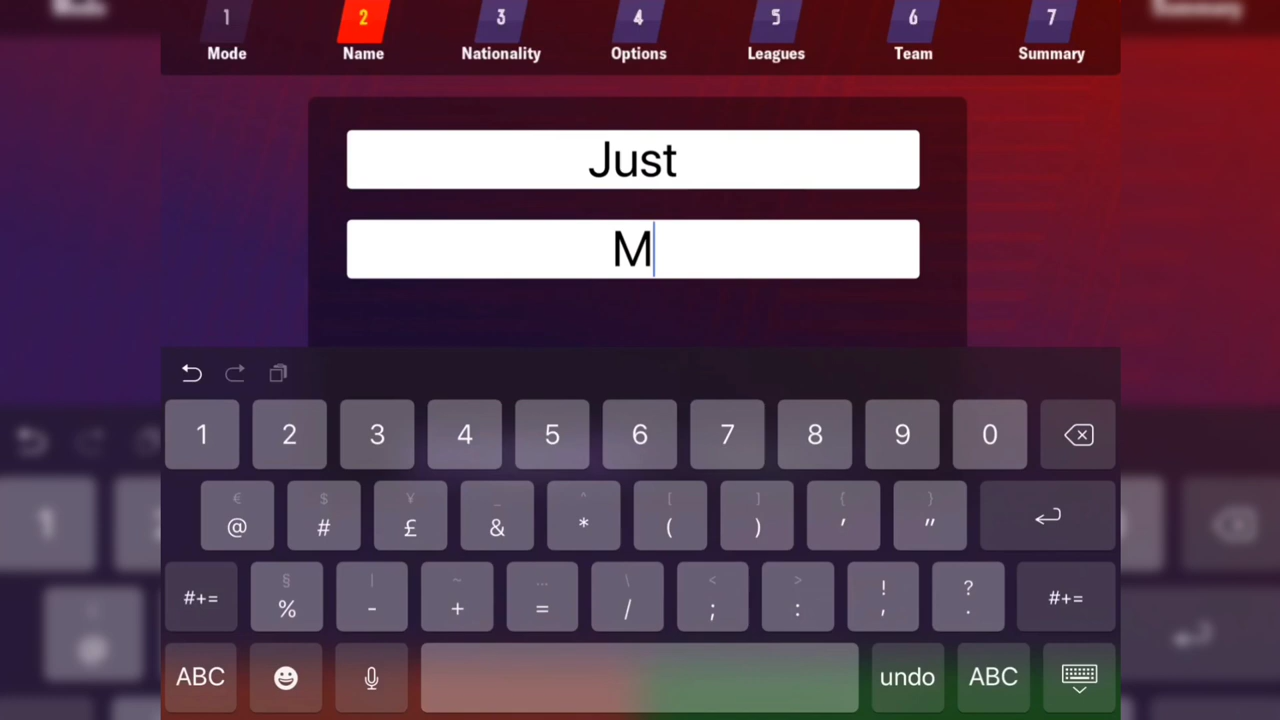 1 2 3 4 5 6 7
Mode Name Nationality Options Leagues Team Summary
Just
M
1 2 3 4 5 6 7 8 9 0
€ $ ¥ _ ^ [ ] { }
@ # £ & * ( ) ' "
§ | ~ … \ < > ! ?
#+= % - + = / ; : , . #+=
ABC undo ABC